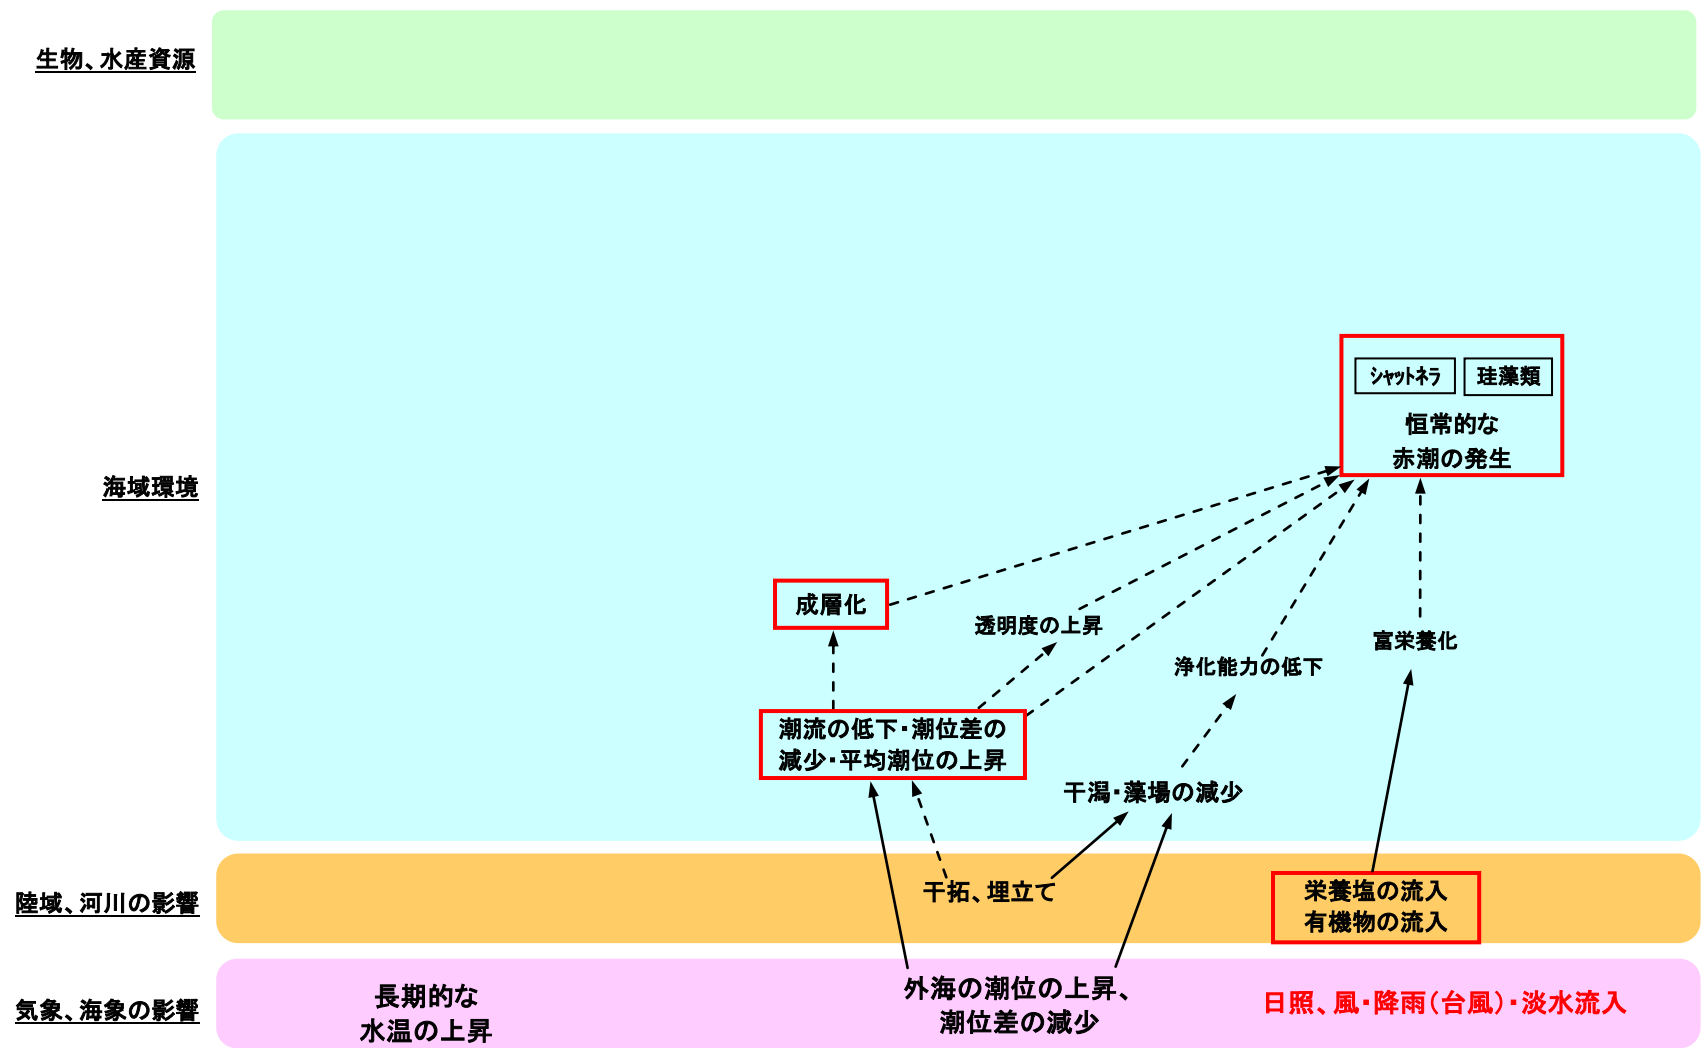 生物、水産資源
ｼｬｯﾄﾈﾗ
珪藻類
恒常的な
赤潮の発生
海域環境
成層化
透明度の上昇
富栄養化
浄化能力の低下
潮流の低下・潮位差の
減少・平均潮位の上昇
干潟・藻場の減少
陸域、河川の影響
干拓、埋立て
栄養塩の流入
有機物の流入
気象、海象の影響
長期的な
水温の上昇
外海の潮位の上昇、
潮位差の減少
日照、風・降雨（台風）・淡水流入